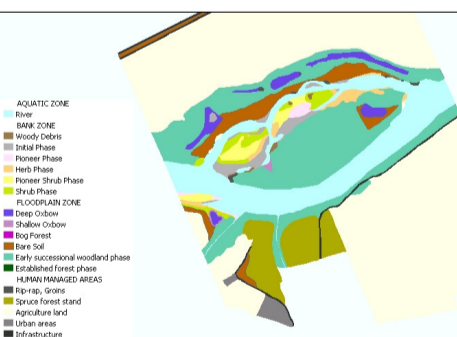 AQUATIC ZONE
River
BANK ZONE
Woody Debris
Initial Phase
Pioneer Phase
Herb Phase
Pioneer Shrub Phase
Shrub Phase
FLOODPLAIN ZONE
Deep Oxbow
Shallow Oxbow
Bog Forest
Bare Soil
Early successional woodland phase
Established forest phase
HUMAN MANAGED AREAS
Rip-rap, Groins
Spruce forest stand
Agriculture land
Urban areas
Infrastructure